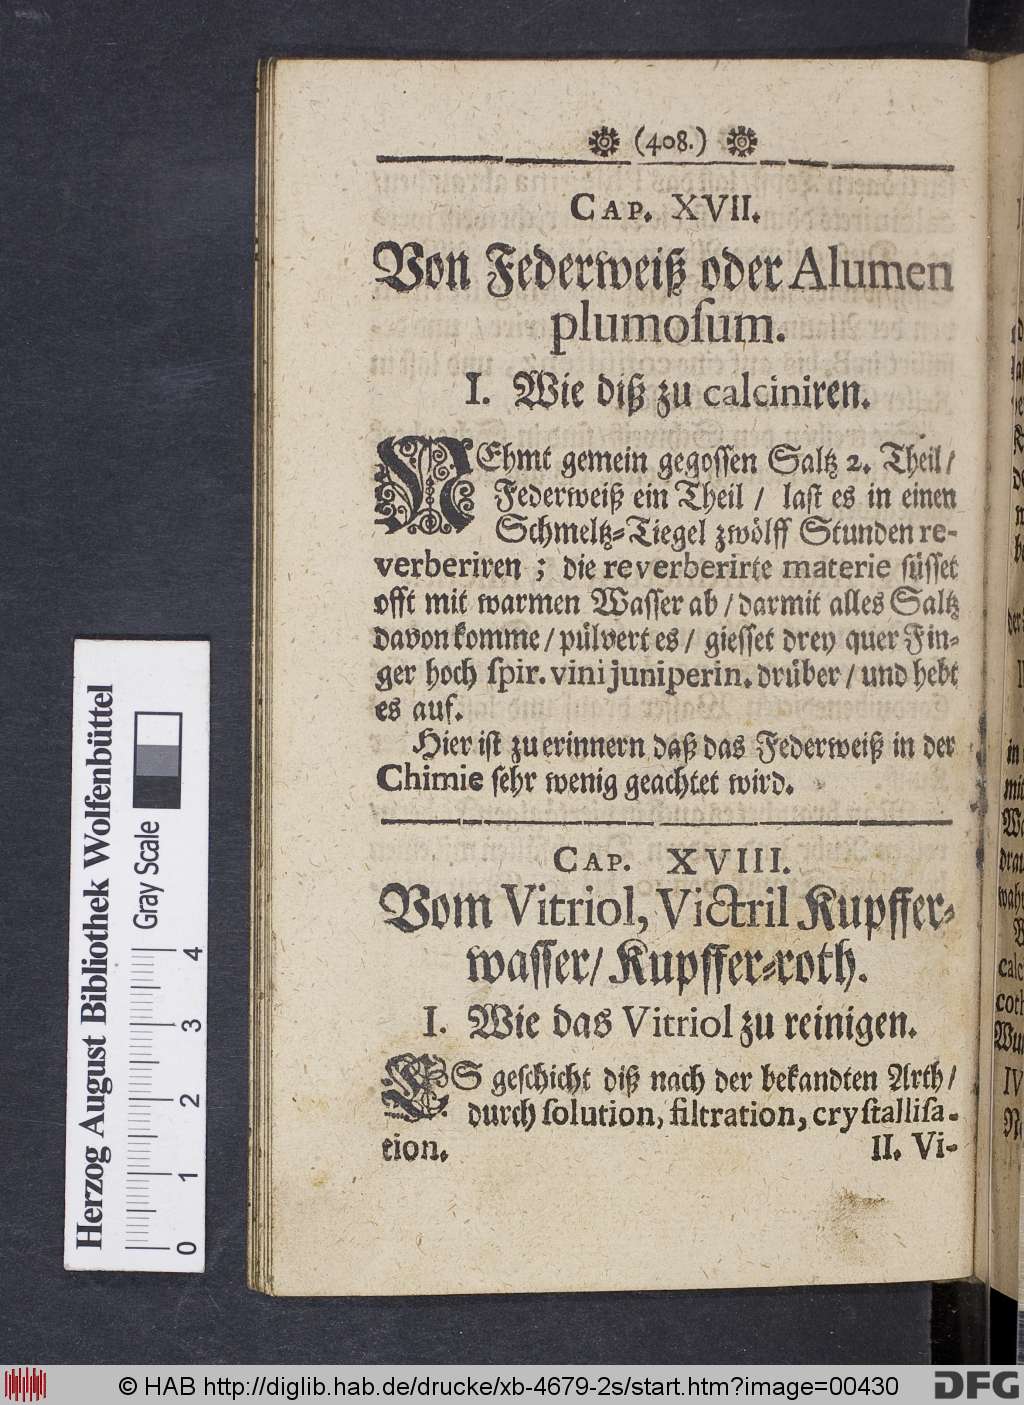 (408.)
CAP. XVII.
Von Federweiß oder Alumen
plumoſum.
I. Wie diß zu calciniren.
NEhmt gemein gegoſſen Saltz 2. Theil /
Federweiß ein Theil / laſt es in einen
Schmeltz-Tiegel zwölff Stunden re-
verberiren ; die reverberirte materie ſüſſet
offt mit warmen Waſſer ab / darmit alles Saltz
davon komme / pülvert es / gieſſet drey quer Fin-
ger hoch ſpir. vini juniperin. drüber / und hebt
es auf.
Hier iſt zu erinnern daß das Federweiß in der
Chimie ſehr wenig geachtet wird.
CAP. XVIII.
Vom Vitriol, Victril Kupffer-
waſſer / Kupffer-roth.
I. Wie das Vitriol zu reinigen.
ES geſchicht diß nach der bekandten Arth /
durch ſolution, filtration, cryſtalliſa-
tion.
II. Vi-
Herzog August Bibliothek Wolfenbüttel
Gray Scale
0 1 2 3 4
© HAB http://diglib.hab.de/drucke/xb-4679-2s/start.htm?image=00430
DFG